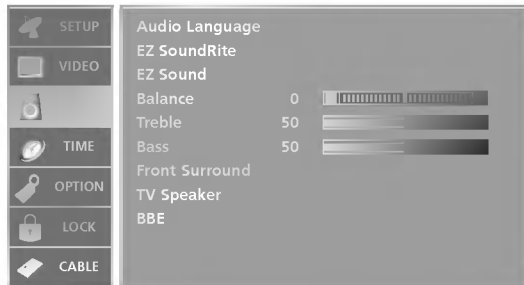 SETUP
VIDEO
TIME
OPTION
LOCK
CABLE
Audio Language
EZ SoundRite
EZ Sound
Balance 0
Treble 50
Bass 50
Front Surround
TV Speaker
BBE